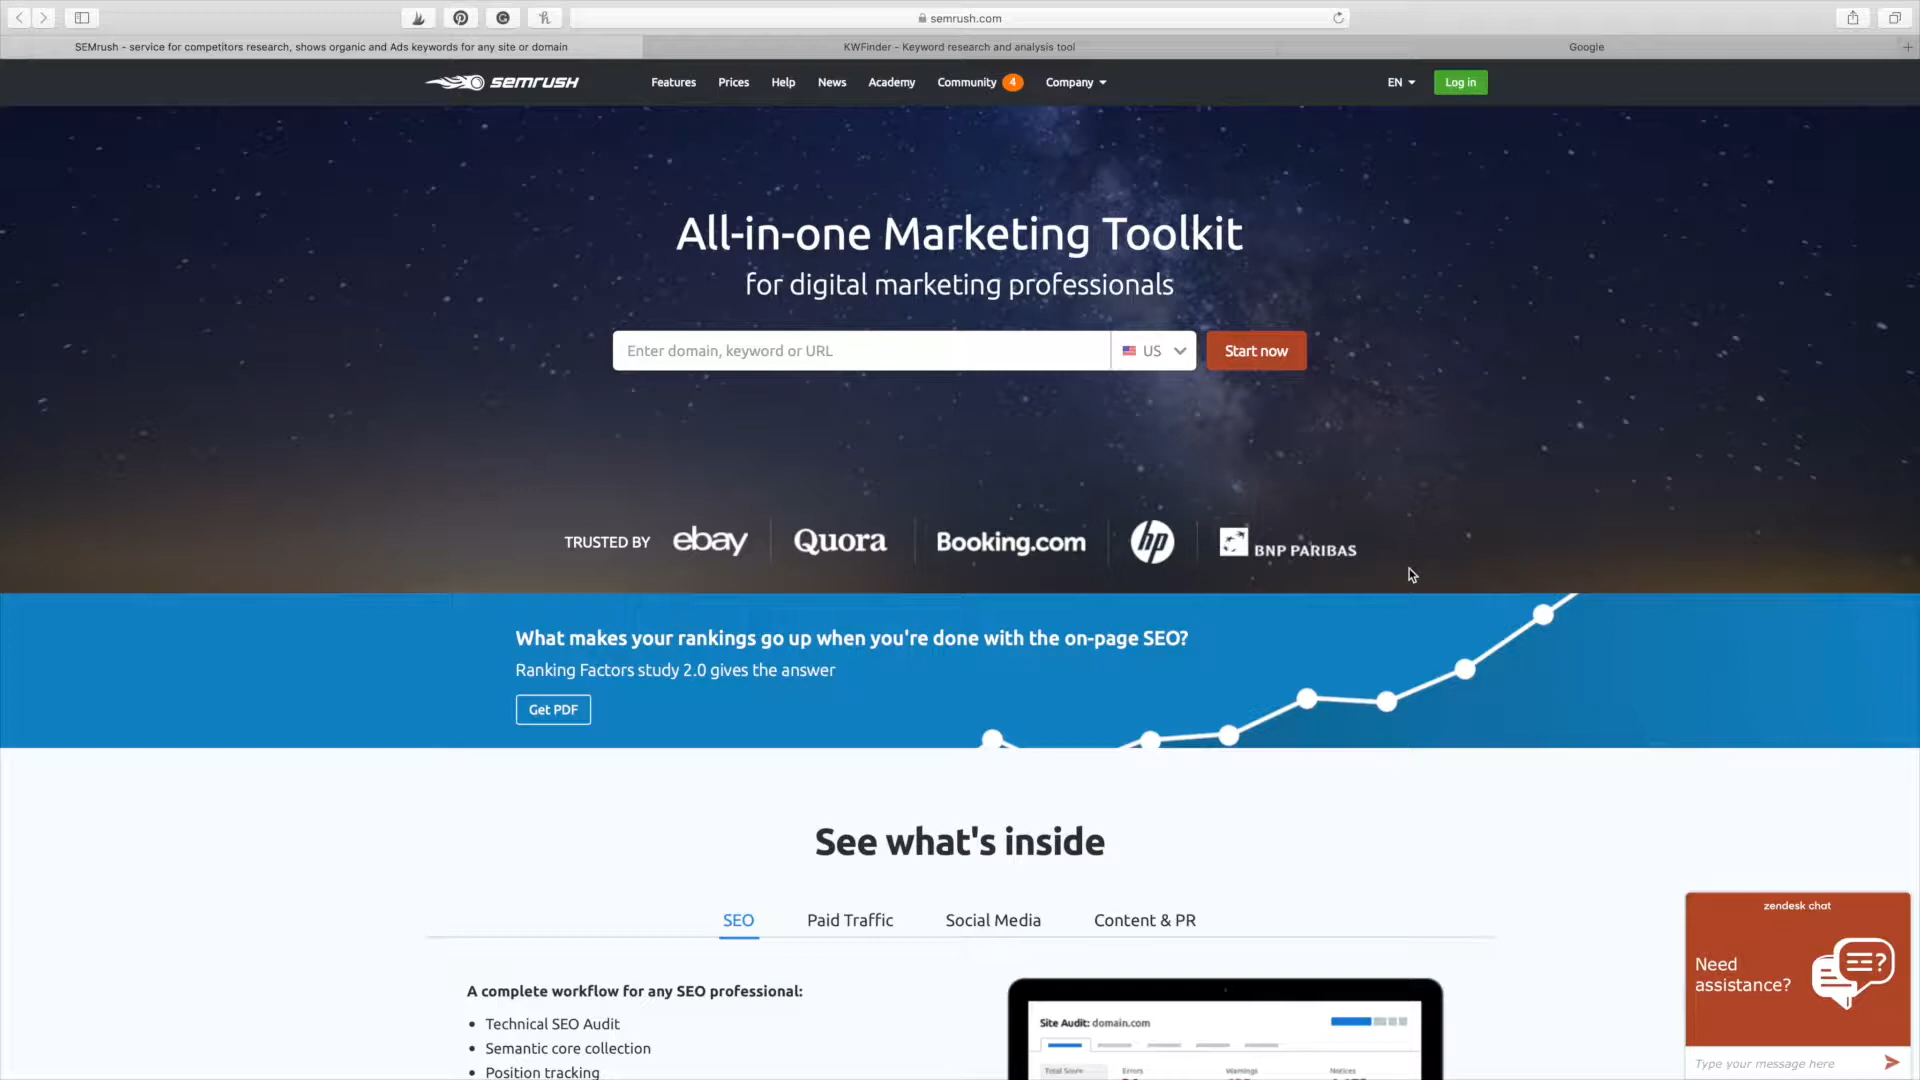 semrush.com
SEMrush - service for competitors research, shows organic and Ads keywords for any site or domain
KWFinder - Keyword research and analysis tool
Google
SEMRUSH
Features
Prices
Help
News
Academy
Community 4
Company
EN
Log in
All-in-one Marketing Toolkit
for digital marketing professionals
Enter domain, keyword or URL
US
Start now
TRUSTED BY
ebay
Quora
Booking.com
hp
BNP PARIBAS
What makes your rankings go up when you're done with the on-page SEO?
Ranking Factors study 2.0 gives the answer
Get PDF
See what's inside
SEO
Paid Traffic
Social Media
Content & PR
A complete workflow for any SEO professional:
• Technical SEO Audit
• Semantic core collection
• Position tracking
Site Audit: domain.com
Total Score
Errors
Warnings
Notices
zendesk chat
Need
assistance?
Type your message here